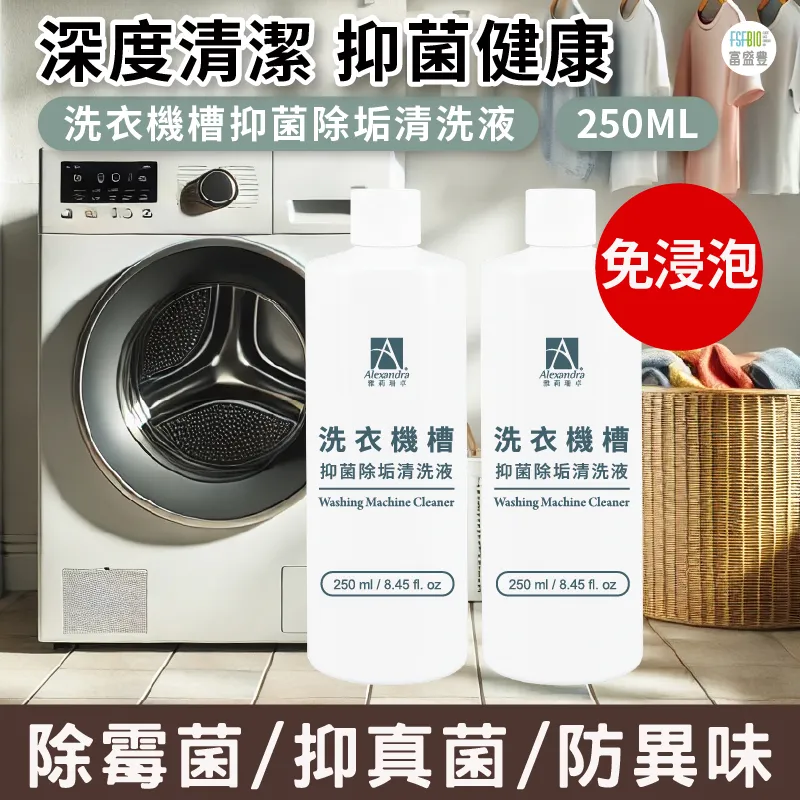 深度清潔 抑菌健康
FSFBIO
富盛豐
洗衣機槽抑菌除垢清洗液
250ML
免浸泡
Alexandra
雅莉珊卓
洗衣機槽
抑菌除垢清洗液
Washing Machine Cleaner
250 ml / 8.45 fl. oz
Alexandra
雅莉珊卓
洗衣機槽
抑菌除垢清洗液
Washing Machine Cleaner
250 ml / 8.45 fl. oz
除霉菌/抑真菌/防異味